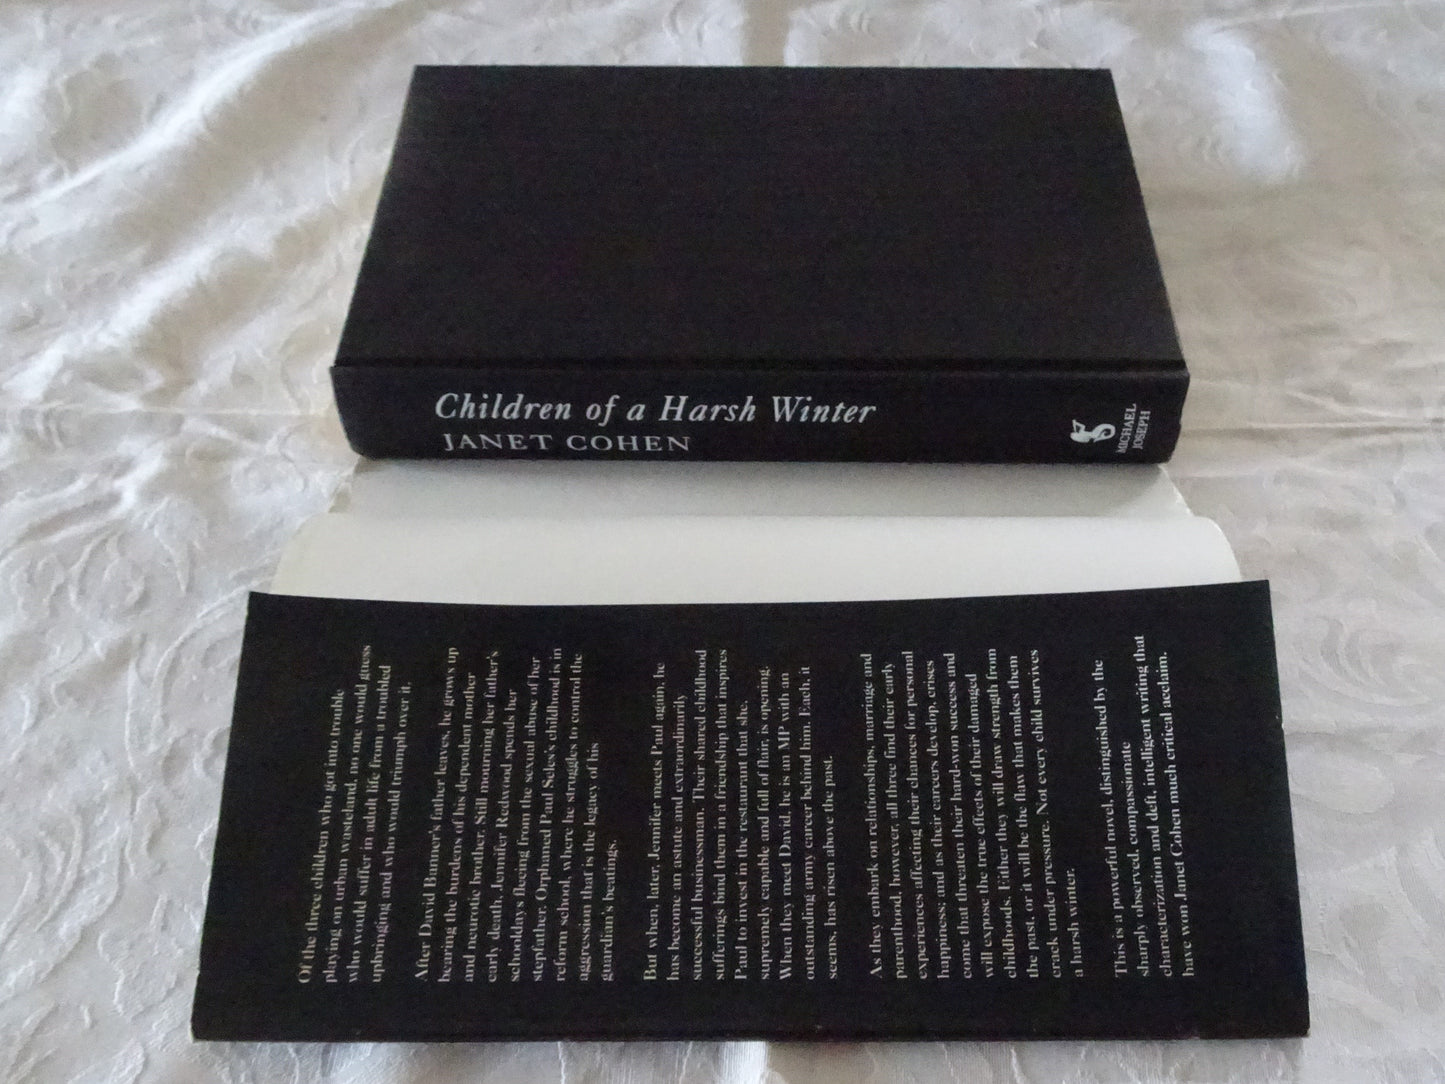 Children of a Harsh Winter
JANET COHEN
MICHAEL
JOSEPH
Of the three children who got into trouble
playing on urban wasteland, no one would guess
who would suffer in adult life from a troubled
upbringing and who would triumph over it.
After David Banner's father leaves, he grows up
bearing the burdens of his dependent mother
and neurotic brother. Still mourning her father's
early death, Jennifer Redmond spends her
schooldays fleeing from the sexual abuse of her
stepfather. Orphaned Paul Seles's childhood is in
reform school, where he struggles to control the
aggression that is the legacy of his
guardian's beatings.
But when, later, Jennifer meets Paul again, he
has become an astute and extraordinarily
successful businessman. Their shared childhood
sufferings bind them in a friendship that inspires
Paul to invest in the restaurant that she,
supremely capable and full of flair, is opening.
When they meet David, he is an MP with an
outstanding army career behind him. Each, it
seems, has risen above the past.
As they embark on relationships, marriage and
parenthood, however, all three find their early
experiences affecting their chances for personal
happiness; and as their careers develop, crises
come that threaten their hard-won success and
will expose the true effects of their damaged
childhoods. Either they will draw strength from
the past, or it will be the flaw that makes them
crack under pressure. Not every child survives
a harsh winter.
This is a powerful novel, distinguished by the
sharply observed, compassionate
characterization and deft, intelligent writing that
have won Janet Cohen much critical acclaim.